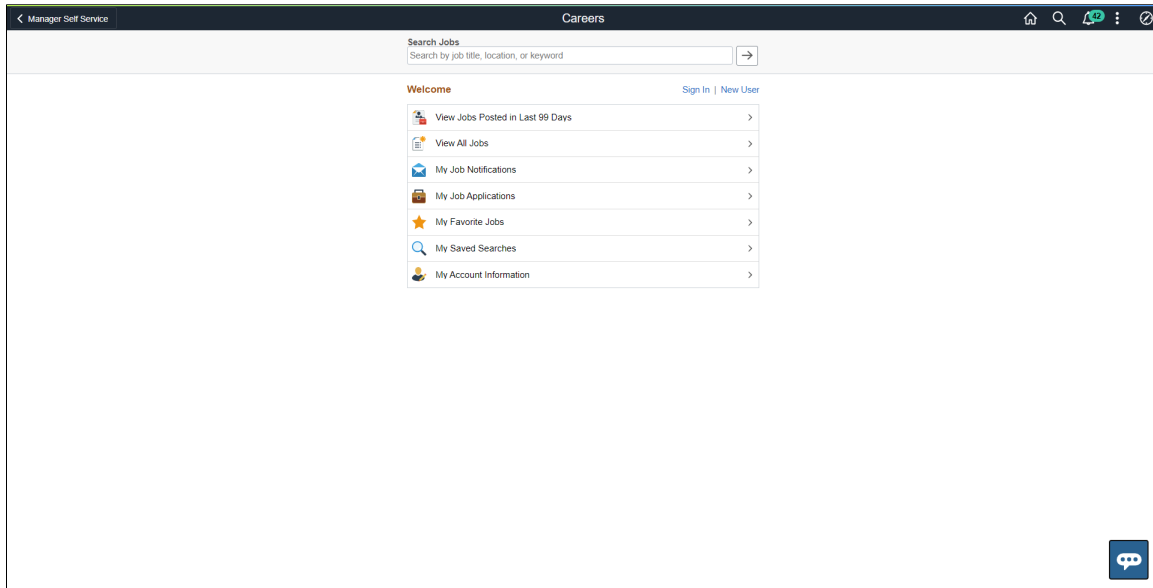 Manager Self Service
Careers
42
Search Jobs
Search by job title, location, or keyword
Welcome
Sign In | New User
View Jobs Posted in Last 99 Days
View All Jobs
My Job Notifications
My Job Applications
My Favorite Jobs
My Saved Searches
My Account Information